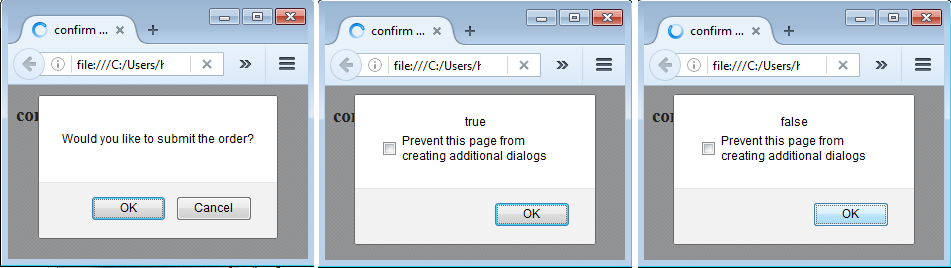 confirm ...
file:///C:/Users/h
con
Would you like to submit the order?
OK
Cancel
confirm ...
file:///C:/Users/h
con
true
Prevent this page from
creating additional dialogs
OK
confirm ...
file:///C:/Users/h
con
false
Prevent this page from
creating additional dialogs
OK